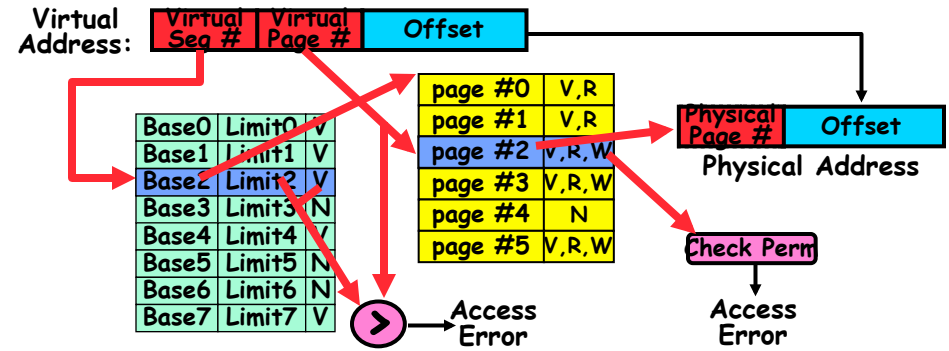 Virtual
Address:
Virtual
Seg #
Virtual
Page #
Offset
page #0 V,R
page #1 V,R
page #2 V,R,W
page #3 V,R,W
page #4 N
page #5 V,R,W
Physical
Page #
Offset
Physical Address
Base0 Limit0 V
Base1 Limit1 V
Base2 Limit2 V
Base3 Limit3 N
Base4 Limit4 V
Base5 Limit5 N
Base6 Limit6 N
Base7 Limit7 V
>
Access
Error
Check Perm
Access
Error